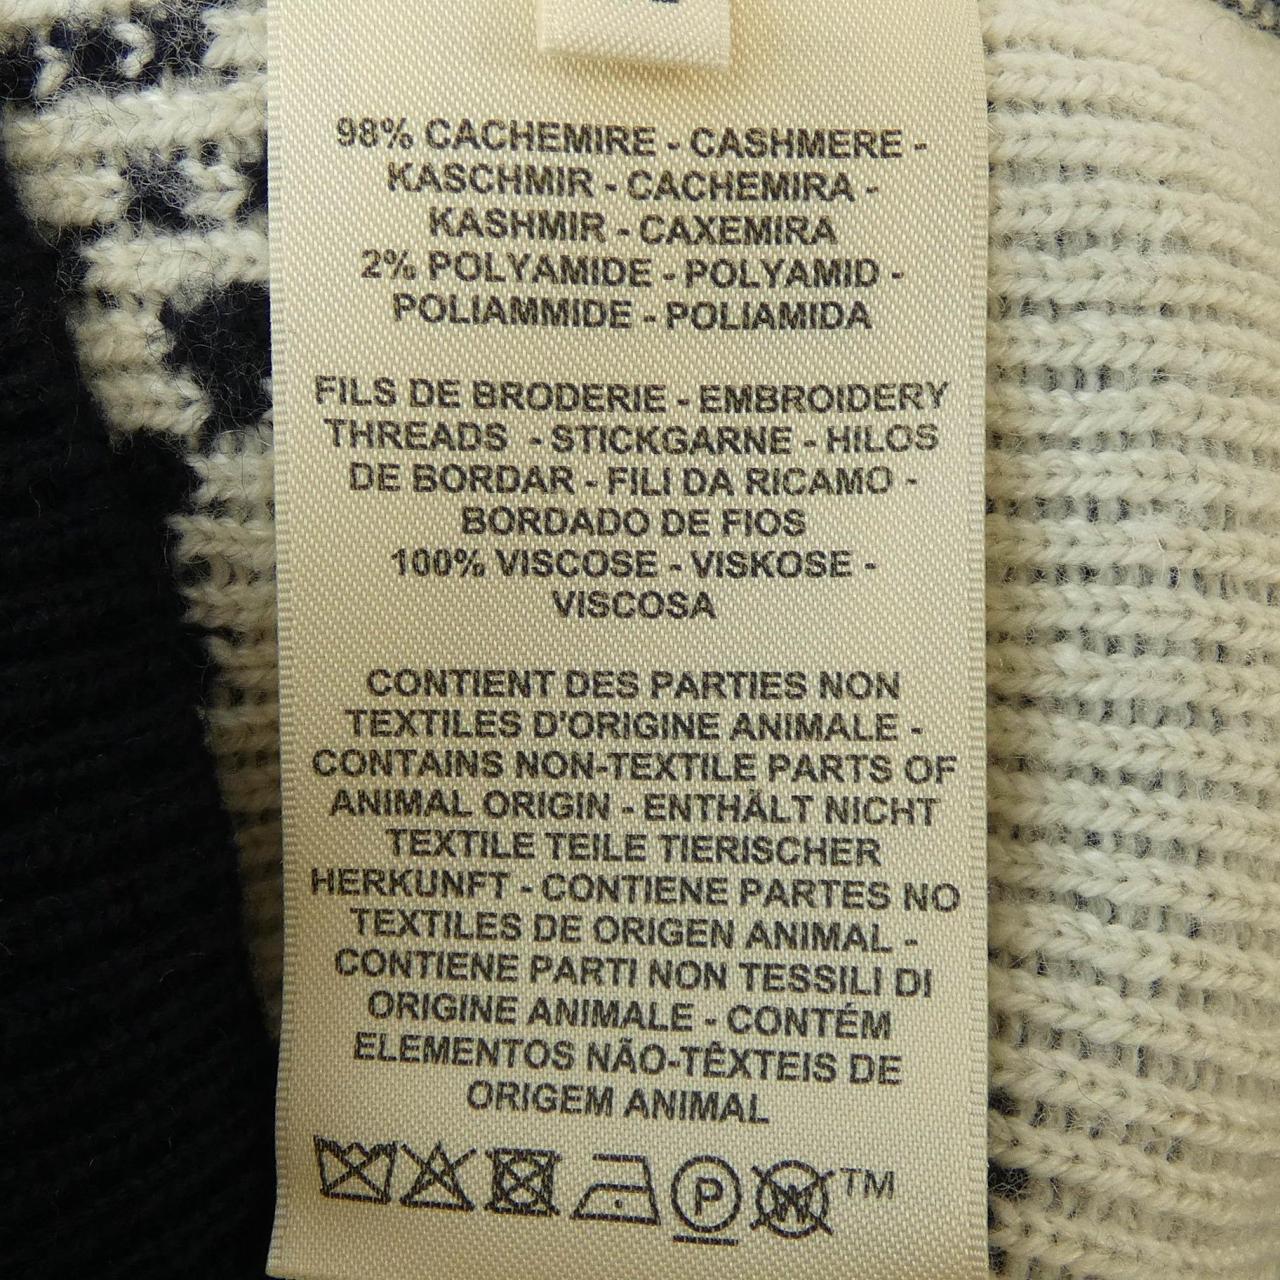 98% CACHEMIRE - CASHMERE -
KASCHMIR - CACHEMIRA -
KASHMIR - CAXEMIRA
2% POLYAMIDE - POLYAMID -
POLIAMMIDE - POLIAMIDA
FILS DE BRODERIE - EMBROIDERY
THREADS - STICKGARNE - HILOS
DE BORDAR - FILI DA RICAMO -
BORDADO DE FIOS
100% VISCOSE - VISKOSE -
VISCOSA
CONTIENT DES PARTIES NON
TEXTILES D'ORIGINE ANIMALE -
CONTAINS NON-TEXTILE PARTS OF
ANIMAL ORIGIN - ENTHÄLT NICHT
TEXTILE TEILE TIERISCHER
HERKUNFT - CONTIENE PARTES NO
TEXTILES DE ORIGEN ANIMAL -
CONTIENE PARTI NON TESSILI DI
ORIGINE ANIMALE - CONTÉM
ELEMENTOS NÃO-TÊXTEIS DE
ORIGEM ANIMAL
P W TM